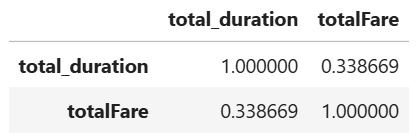 total_duration totalFare
total_duration 1.000000 0.338669
totalFare 0.338669 1.000000